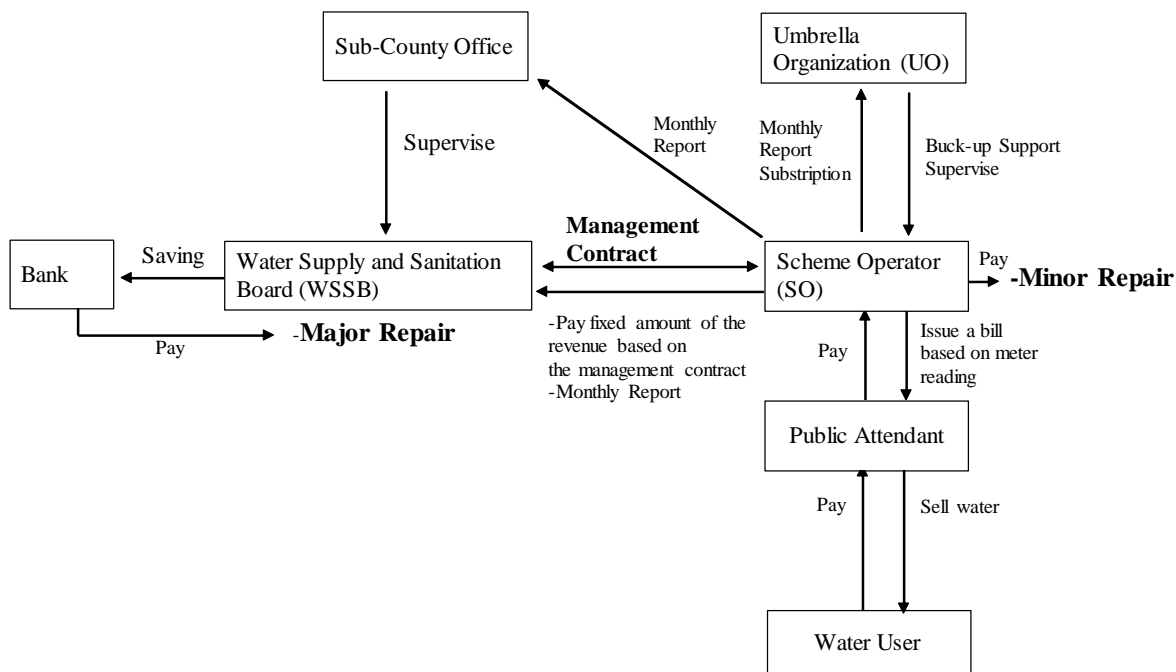 Sub-County Office
Umbrella
Organization (UO)
Supervise
Monthly
Report
Monthly
Report
Substription
Buck-up Support
Supervise
Bank
Saving
Water Supply and Sanitation
Board (WSSB)
Management
Contract
Scheme Operator
(SO)
Pay
-Minor Repair
Pay
-Major Repair
-Pay fixed amount of the
revenue based on
the management contract
-Monthly Report
Pay
Issue a bill
based on meter
reading
Public Attendant
Pay
Sell water
Water User